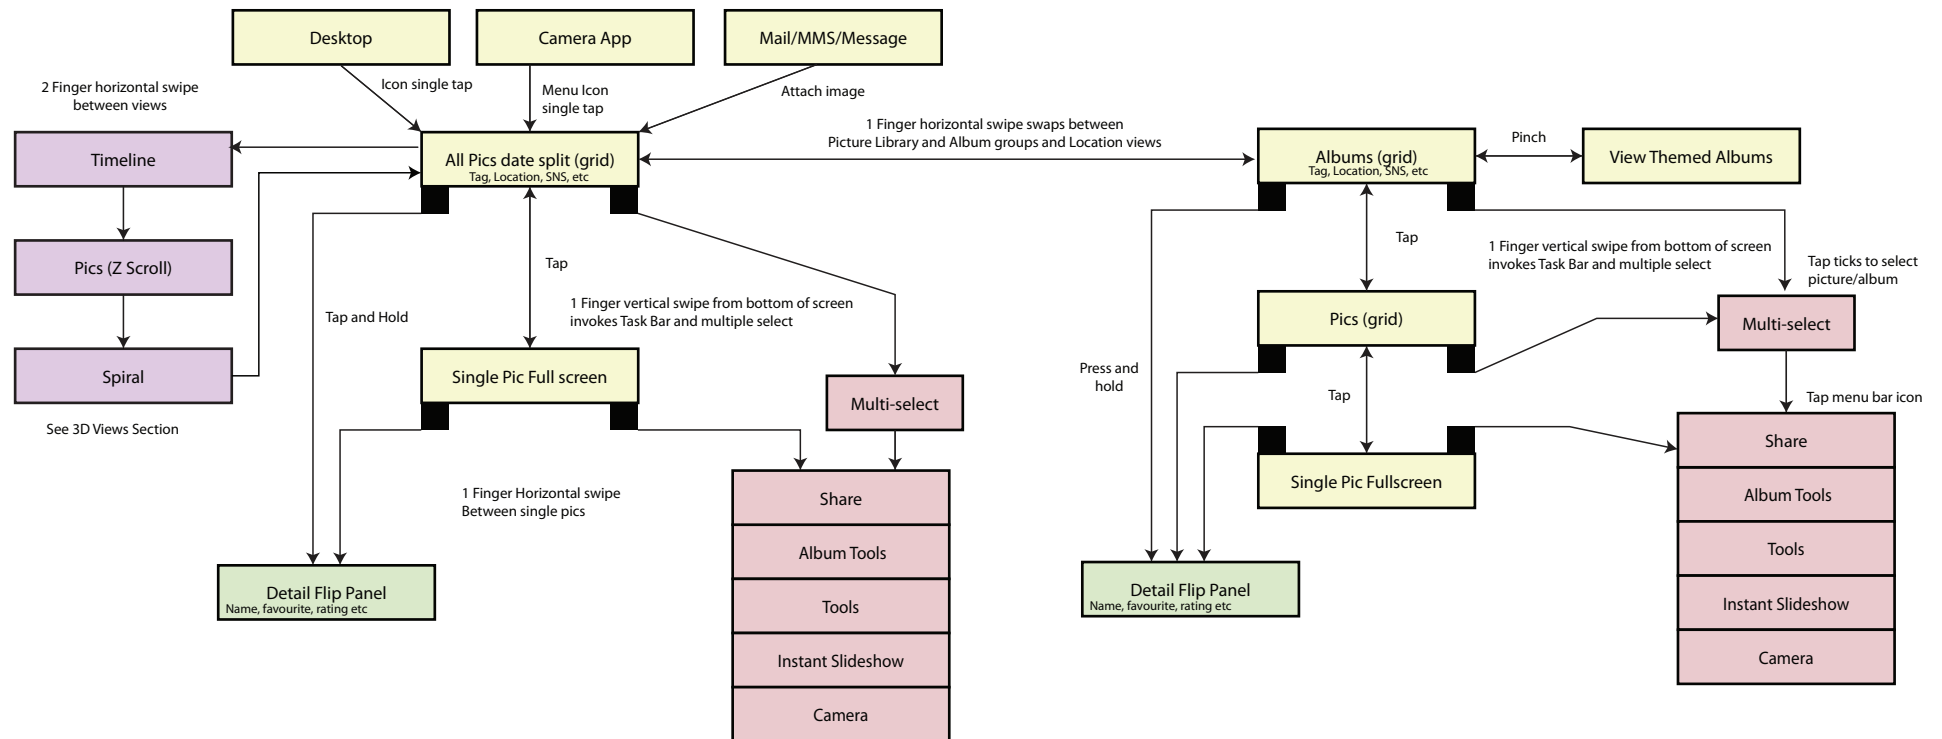 Desktop
Camera App
Mail/MMS/Message
2 Finger horizontal swipe
between views
Icon single tap
Menu Icon
single tap
Attach image
1 Finger horizontal swipe swaps between
Picture Library and Album groups and Location views
Timeline
All Pics date split (grid)
Tag, Location, SNS, etc
Albums (grid)
Tag, Location, SNS, etc
Pinch
View Themed Albums
Pics (Z Scroll)
Tap
Tap and Hold
1 Finger vertical swipe from bottom of screen
invokes Task Bar and multiple select
Spiral
See 3D Views Section
Single Pic Full screen
Multi-select
1 Finger Horizontal swipe
Between single pics
Share
Album Tools
Tools
Instant Slideshow
Camera
Detail Flip Panel
Name, favourite, rating etc
Tap
1 Finger vertical swipe from bottom of screen
invokes Task Bar and multiple select
Tap ticks to select
picture/album
Pics (grid)
Multi-select
Press and
hold
Tap
Tap menu bar icon
Single Pic Fullscreen
Share
Album Tools
Tools
Instant Slideshow
Camera
Detail Flip Panel
Name, favourite, rating etc